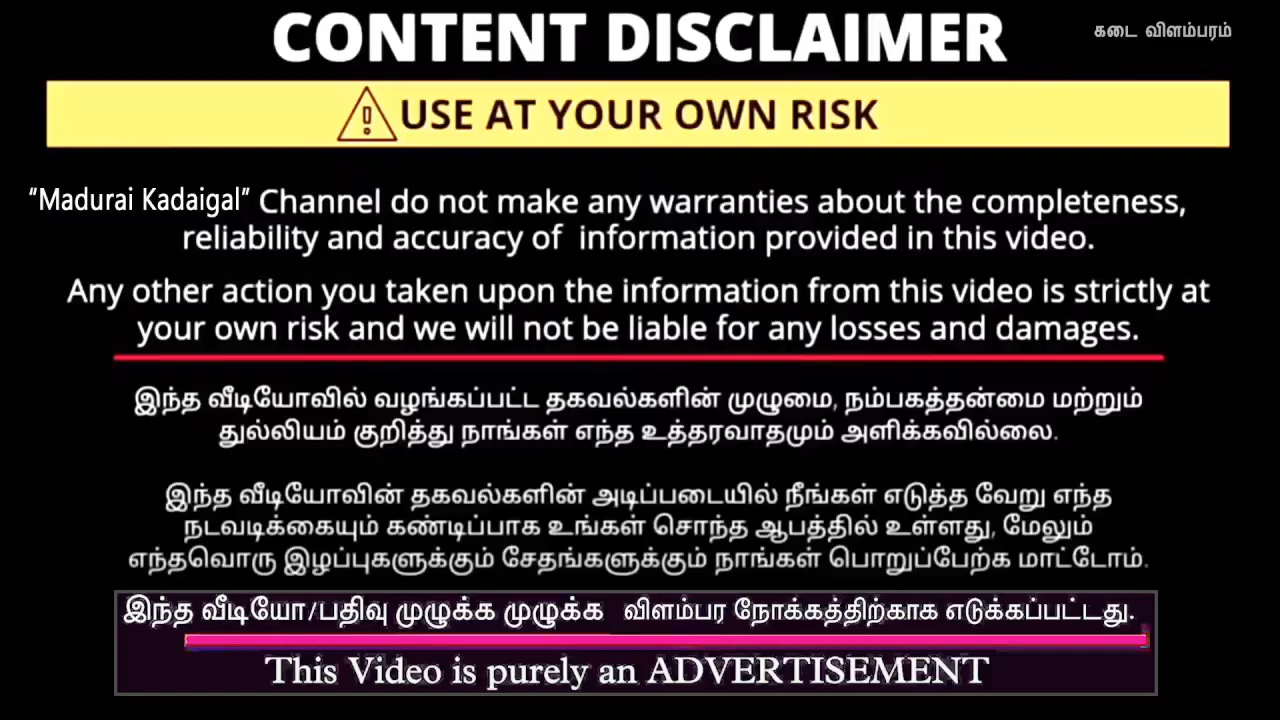 CONTENT DISCLAIMER
கடை விளம்பரம்
USE AT YOUR OWN RISK
“Madurai Kadaigal” Channel do not make any warranties about the completeness,
reliability and accuracy of information provided in this video.
Any other action you taken upon the information from this video is strictly at
your own risk and we will not be liable for any losses and damages.
இந்த வீடியோவில் வழங்கப்பட்ட தகவல்களின் முழுமை, நம்பகத்தன்மை மற்றும்
துல்லியம் குறித்து நாங்கள் எந்த உத்தரவாதமும் அளிக்கவில்லை.
இந்த வீடியோவின் தகவல்களின் அடிப்படையில் நீங்கள் எடுத்த வேறு எந்த
நடவடிக்கையும் கண்டிப்பாக உங்கள் சொந்த ஆபத்தில் உள்ளது, மேலும்
எந்தவொரு இழப்புகளுக்கும் சேதங்களுக்கும் நாங்கள் பொறுப்பேற்க மாட்டோம்.
இந்த வீடியோ/பதிவு முழுக்க முழுக்க விளம்பர நோக்கத்திற்காக எடுக்கப்பட்டது.
This Video is purely an ADVERTISEMENT